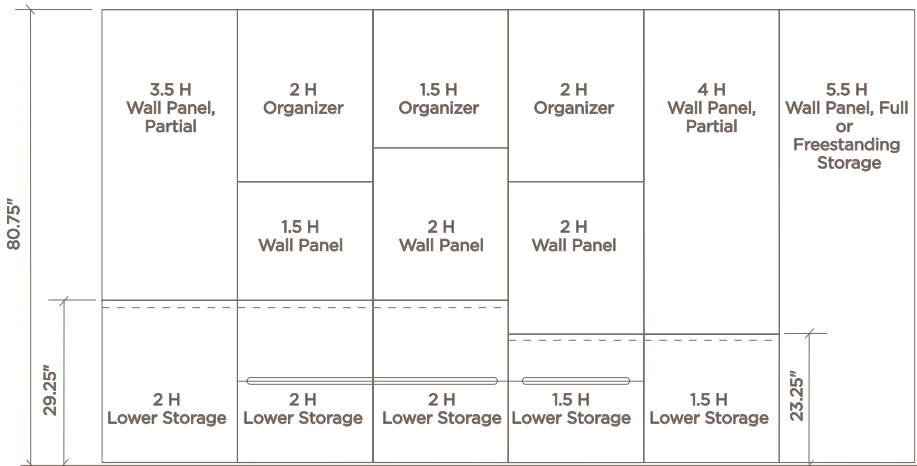 3.5 H
Wall Panel,
Partial
2 H
Organizer
1.5 H
Organizer
2 H
Organizer
4 H
Wall Panel,
Partial
5.5 H
Wall Panel, Full
or
Freestanding
Storage
80.75"
1.5 H
Wall Panel
2 H
Wall Panel
2 H
Wall Panel
29.25"
2 H
Lower Storage
2 H
Lower Storage
2 H
Lower Storage
1.5 H
Lower Storage
1.5 H
Lower Storage
23.25"